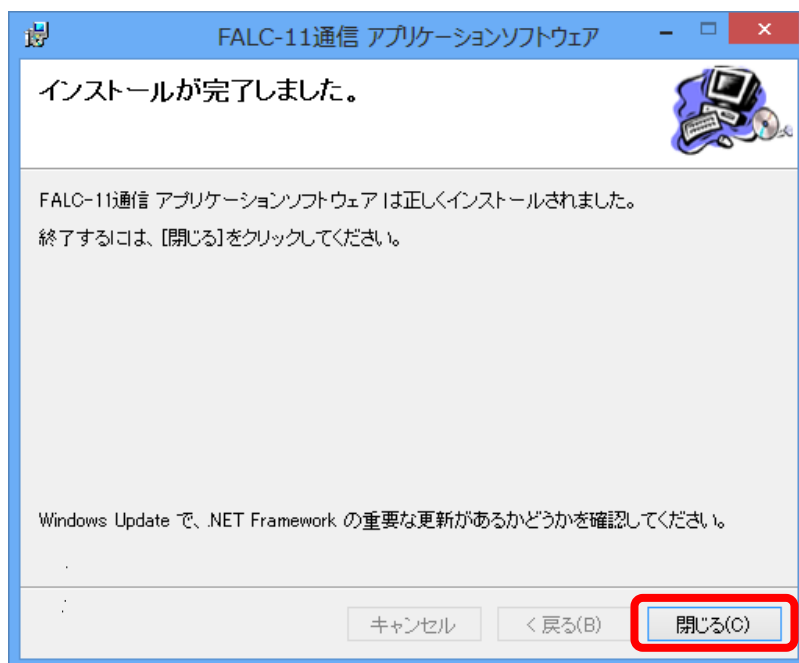 FALC-11通信 アプリケーションソフトウェア
インストールが完了しました。
FALC-11通信 アプリケーションソフトウェア は正しくインストールされました。
終了するには、[閉じる]をクリックしてください。
Windows Update で、.NET Framework の重要な更新があるかどうかを確認してください。
キャンセル < 戻る(B) 閉じる(C)